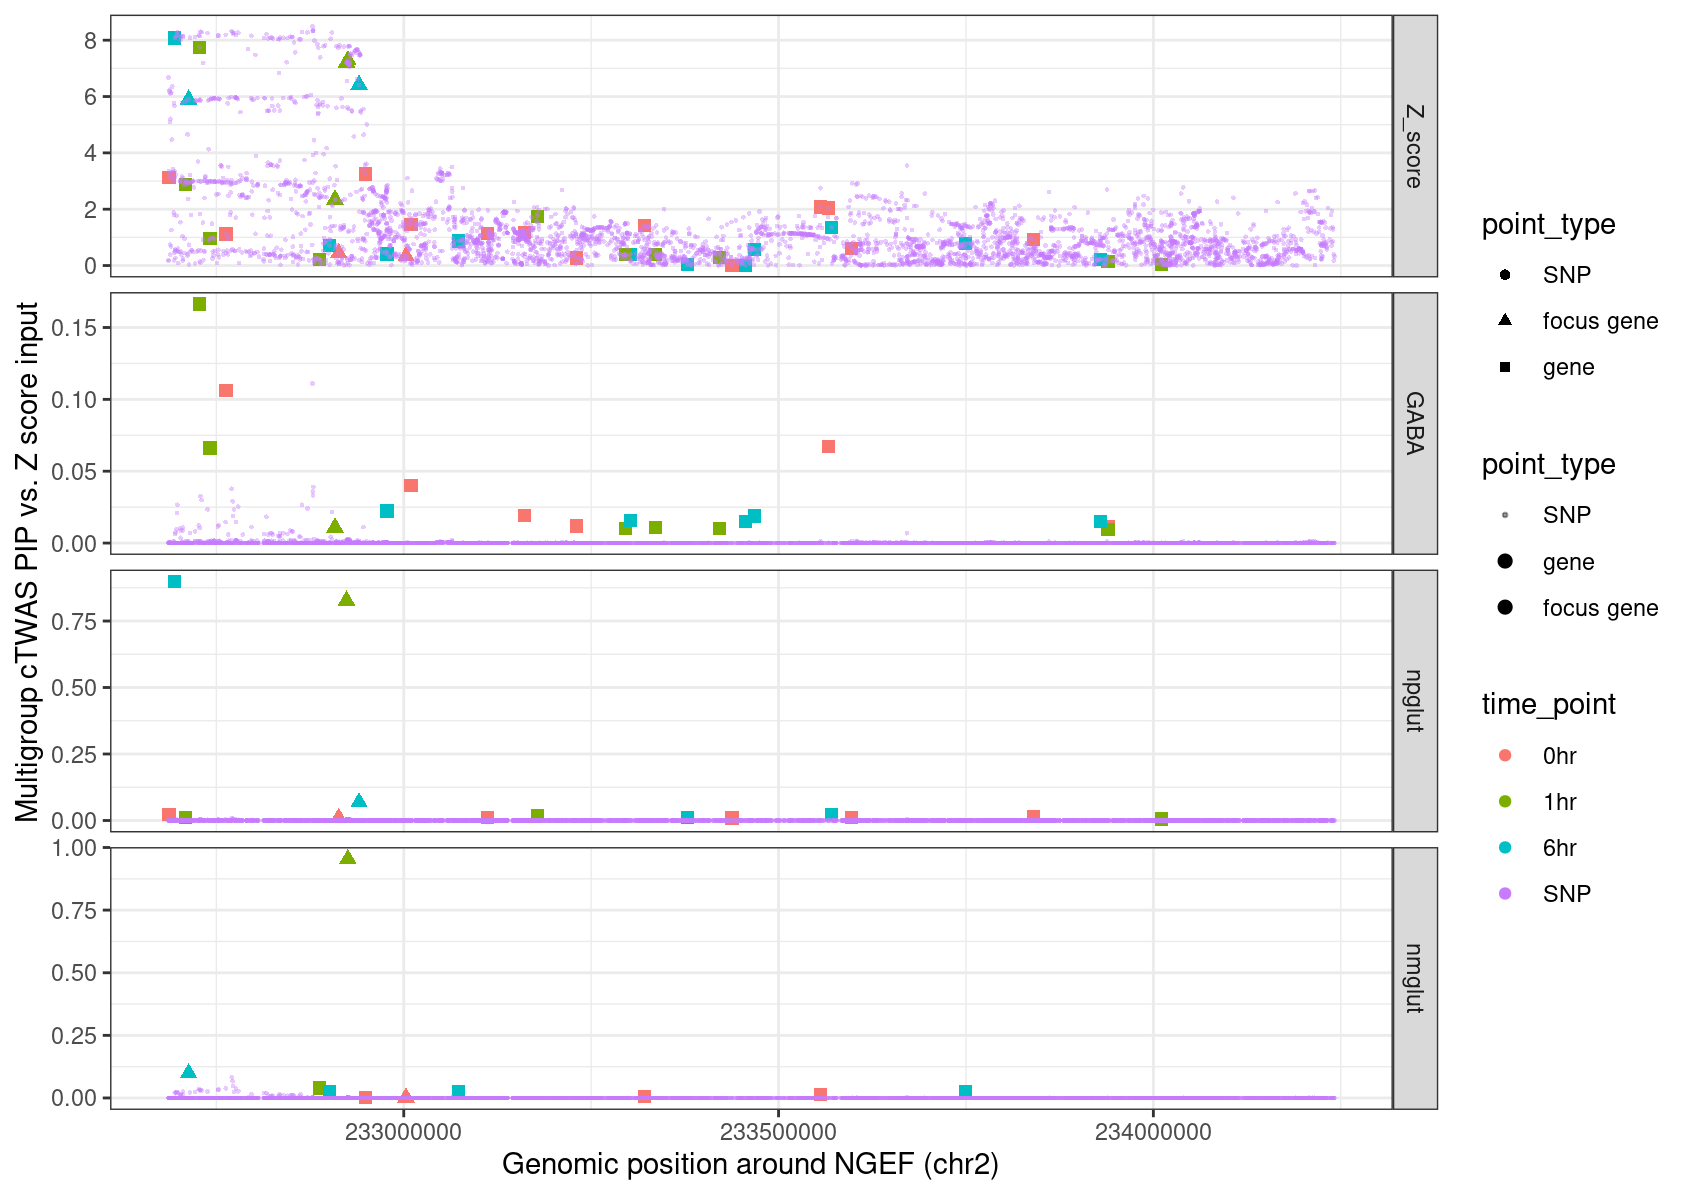 Multigroup cTWAS PIP vs. Z score input
8
6
4
2
0
Z_score
0.15
0.10
0.05
0.00
GABA
0.75
0.50
0.25
0.00
npglut
1.00
0.75
0.50
0.25
0.00
nmglut
233000000 233500000 234000000
Genomic position around NGEF (chr2)
point_type
SNP
focus gene
gene
point_type
SNP
gene
focus gene
time_point
0hr
1hr
6hr
SNP